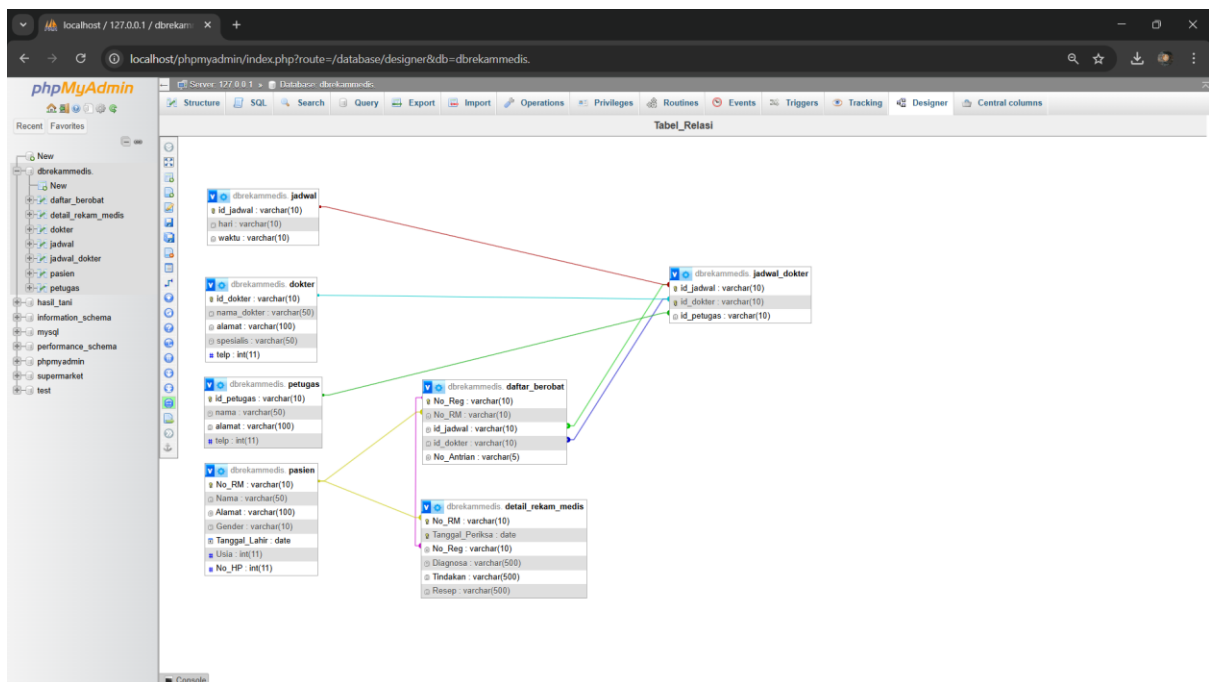 localhost / 127.0.0.1 / dbrekam
localhost/phpmyadmin/index.php?route=/database/designer&db=dbrekammedis.
phpMyAdmin
Recent Favorites
New
dbrekammedis.
New
daftar_berobat
detail_rekam_medis
dokter
jadwal
jadwal_dokter
pasien
petugas
hasil_tani
information_schema
mysql
performance_schema
phpmyadmin
supermarket
test
Server: 127.0.0.1 » Database: dbrekammedis.
Structure SQL Search Query Export Import Operations Privileges Routines Events Triggers Tracking Designer Central columns
Tabel_Relasi
v dbrekammedis. jadwal
id_jadwal : varchar(10)
hari : varchar(10)
waktu : varchar(10)
v dbrekammedis. dokter
id_dokter : varchar(10)
nama_dokter : varchar(50)
alamat : varchar(100)
spesialis : varchar(50)
# telp : int(11)
v dbrekammedis. petugas
id_petugas : varchar(10)
nama : varchar(50)
alamat : varchar(100)
# telp : int(11)
v dbrekammedis. pasien
No_RM : varchar(10)
Nama : varchar(50)
Alamat : varchar(100)
Gender : varchar(10)
Tanggal_Lahir : date
# Usia : int(11)
# No_HP : int(11)
v dbrekammedis. daftar_berobat
No_Reg : varchar(10)
No_RM : varchar(10)
id_jadwal : varchar(10)
id_dokter : varchar(10)
No_Antrian : varchar(5)
v dbrekammedis. detail_rekam_medis
No_RM : varchar(10)
Tanggal_Periksa : date
No_Reg : varchar(10)
Diagnosa : varchar(500)
Tindakan : varchar(500)
Resep : varchar(500)
v dbrekammedis. jadwal_dokter
id_jadwal : varchar(10)
id_dokter : varchar(10)
id_petugas : varchar(10)
Console